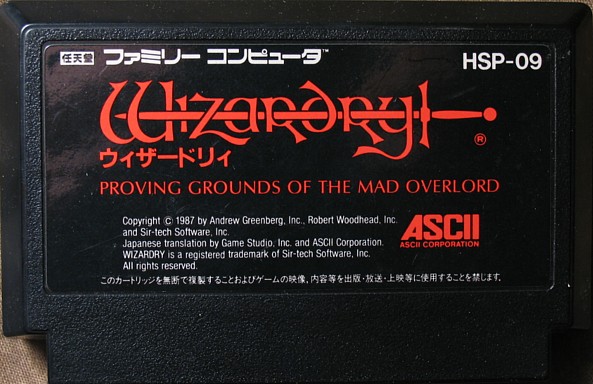 任天堂 ファミリー コンピュータ™
HSP-09
Wizardry®
ウィザードリィ
PROVING GROUNDS OF THE MAD OVERLORD
Copyright © 1987 by Andrew Greenberg, Inc., Robert Woodhead, Inc.
and Sir-tech Software, Inc.
Japanese translation by Game Studio, Inc. and ASCII Corporation.
WIZARDRY is a registered trademark of Sir-tech Software, Inc.
All rights reserved.
ASCII
ASCII CORPORATION
このカートリッジを無断で複製することおよびゲームの映像、内容等を出版・放送・上映等に使用することを禁じます。